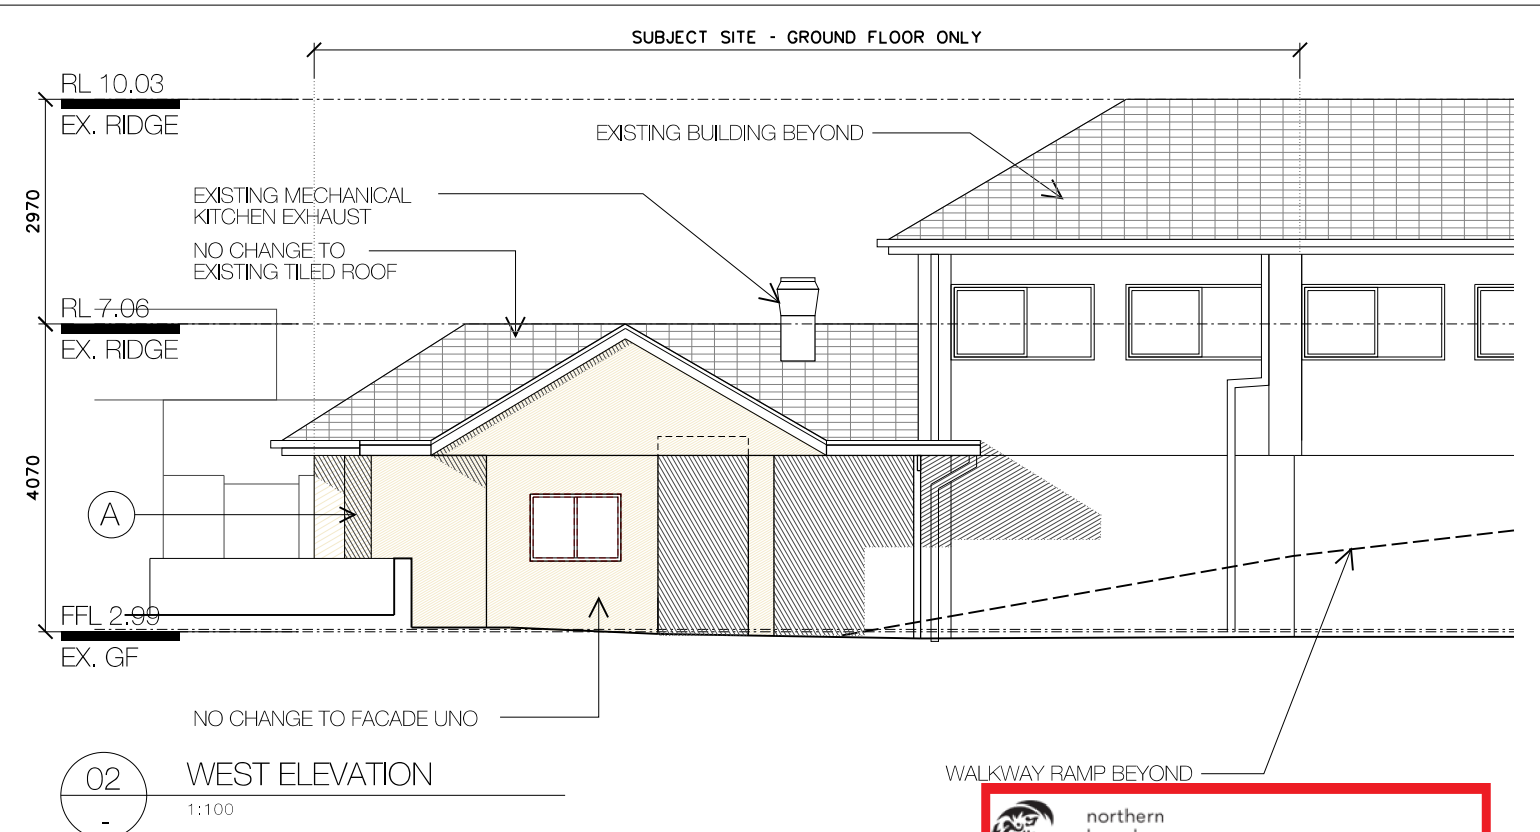 SUBJECT SITE - GROUND FLOOR ONLY
RL 10.03
EX. RIDGE
EXISTING BUILDING BEYOND
2970
EXISTING MECHANICAL
KITCHEN EXHAUST
NO CHANGE TO
EXISTING TILED ROOF
RL 7.06
EX. RIDGE
4070
A
FFL 2.99
EX. GF
NO CHANGE TO FACADE UNO
02
WEST ELEVATION
-
1:100
WALKWAY RAMP BEYOND
northern